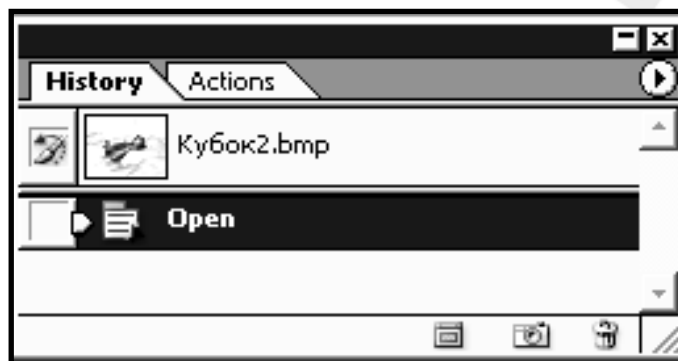 History Actions
Кубок2.bmp
Open